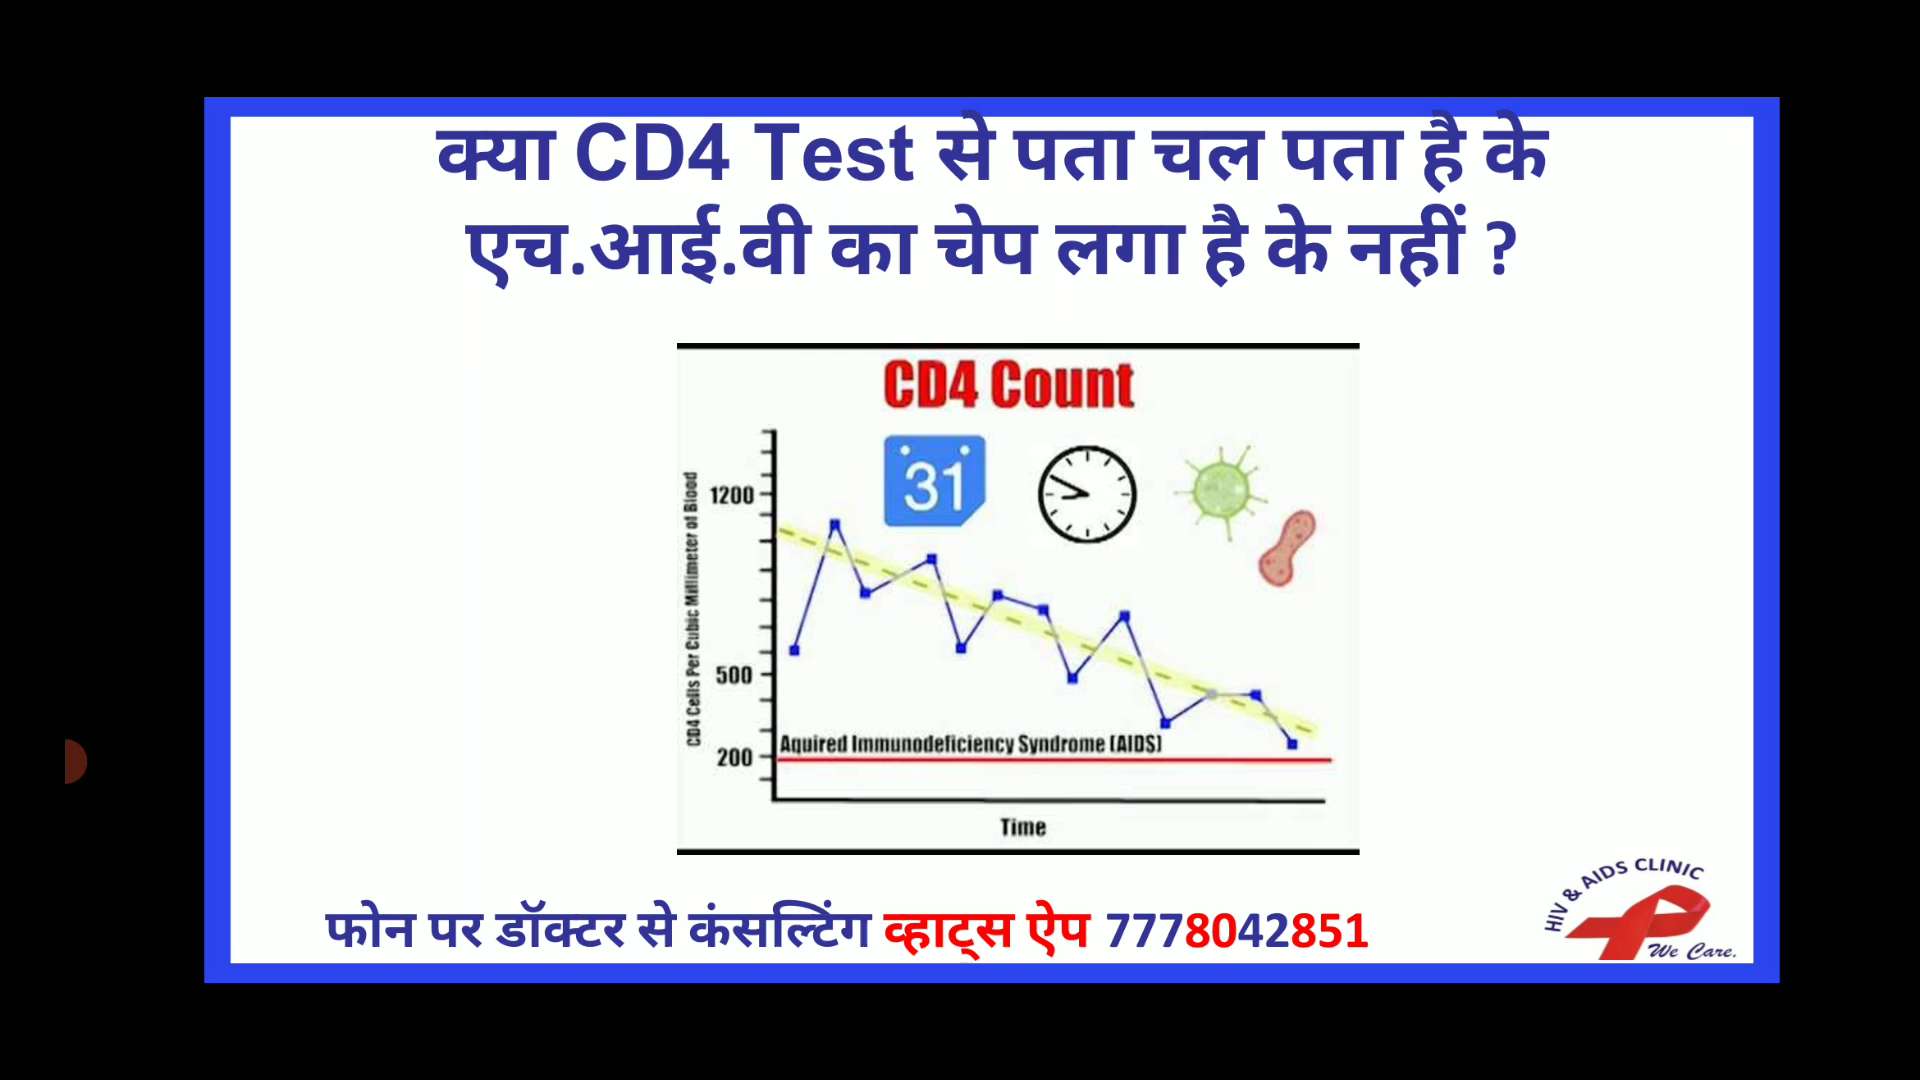 क्या CD4 Test से पता चल पता है के
एच.आई.वी का चेप लगा है के नहीं ?
CD4 Count
31
CD4 Cells Per Cubic Millimeter of Blood
1200
500
200
Aquired Immunodeficiency Syndrome (AIDS)
Time
HIV & AIDS CLINIC
We Care.
फोन पर डॉक्टर से कंसल्टिंग व्हाट्स ऐप 7778042851